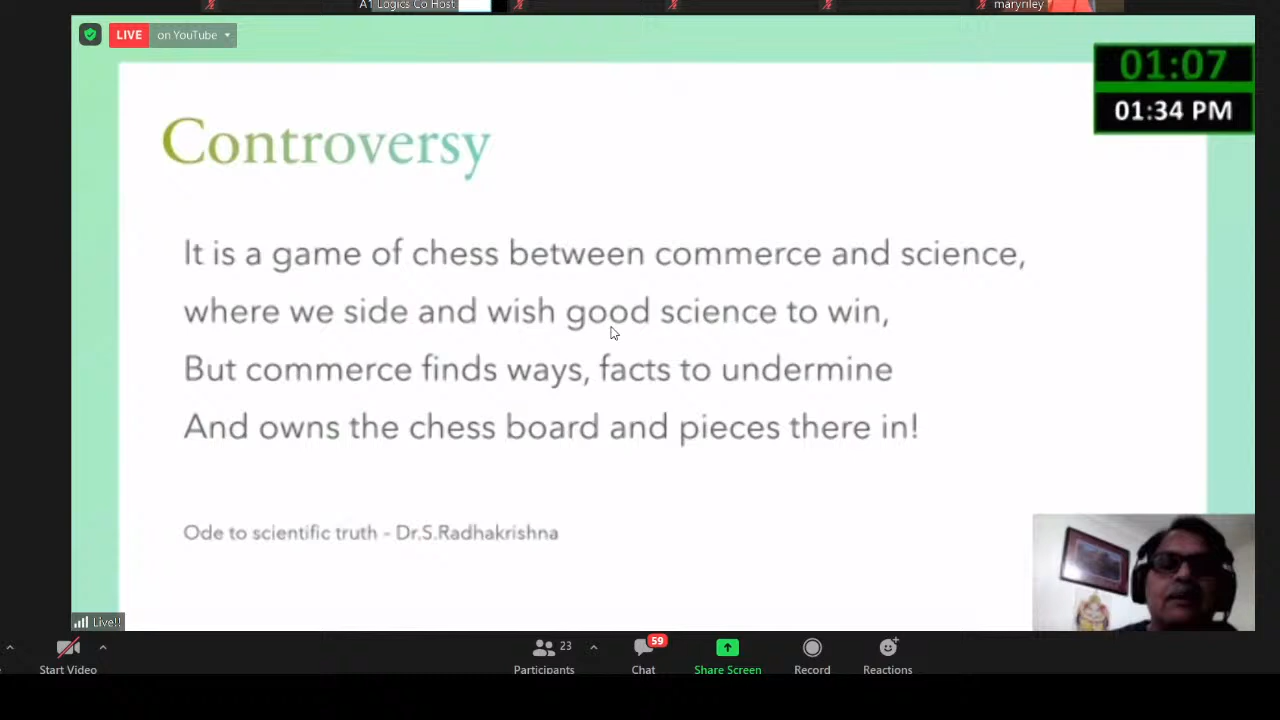 A1 Logics Co Host
maryriley
LIVE on YouTube
01:07
01:34 PM
Controversy
It is a game of chess between commerce and science,
where we side and wish good science to win,
But commerce finds ways, facts to undermine
And owns the chess board and pieces there in!
Ode to scientific truth - Dr.S.Radhakrishna
Live!!
Start Video
Participants 23
Chat 59
Share Screen
Record
Reactions